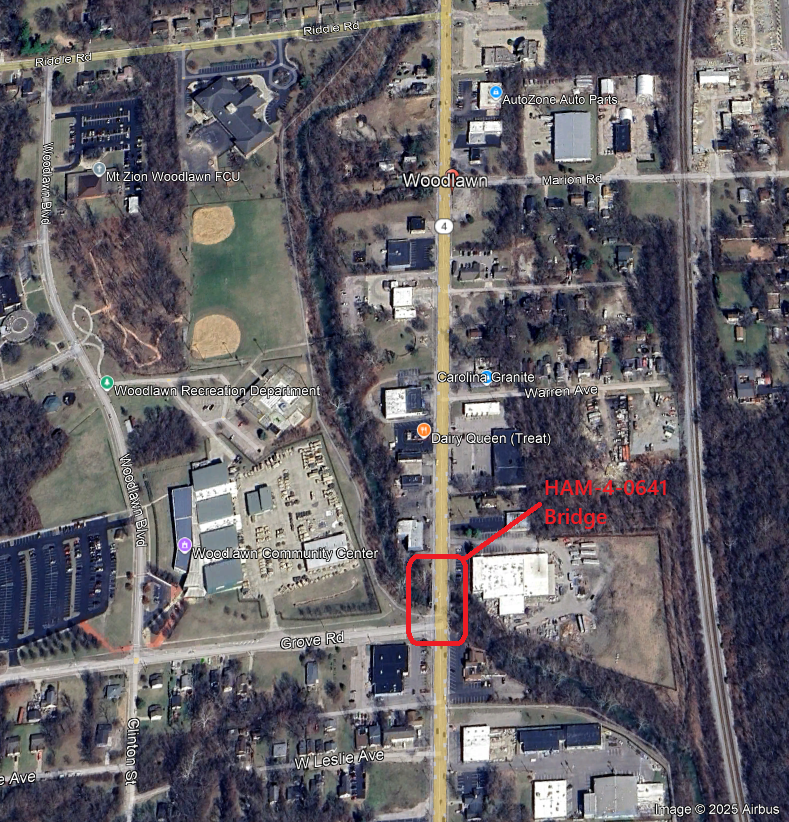 Riddle Rd
Riddle Rd
AutoZone Auto Parts
Woodlawn Blvd
Mt Zion Woodlawn FCU
Woodlawn
Marion Rd
4
Carolina Granite
Woodlawn Recreation Department
Warren Ave
Dairy Queen (Treat)
Woodlawn Blvd
HAM-4-0641
Bridge
Woodlawn Community Center
Grove Rd
Clinton St
W Leslie Ave
e Ave
Image © 2025 Airbus